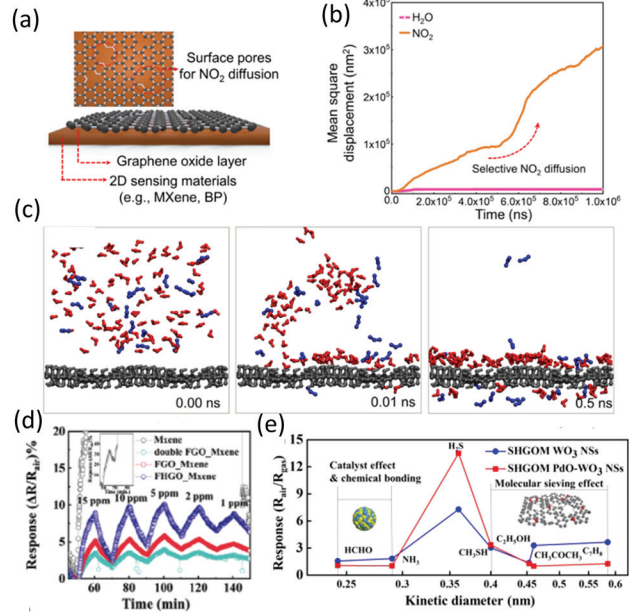 (a)
Surface pores
for NO₂ diffusion
Graphene oxide layer
2D sensing materials
(e.g., MXene, BP)
(b)
H₂O
NO₂
Mean square
displacement (nm²)
4x10⁵
3x10⁵
2x10⁵
1x10⁵
0
Selective NO₂ diffusion
0.0 2.0x10⁵ 4.0x10⁵ 6.0x10⁵ 8.0x10⁵ 1.0x10⁶
Time (ns)
(c)
0.00 ns
0.01 ns
0.5 ns
(d)
Response (ΔR/Rair)%
20
15
10
5
0
Mxene
double FGO_Mxene
FGO_Mxene
FHGO_Mxene
15 ppm 10 ppm 5 ppm 2 ppm 1 ppm
60 80 100 120 140
Time (min)
(e)
Response (Rair/Rgas)
15
12
9
6
3
0
SHGOM WO₃ NSs
SHGOM PdO-WO₃ NSs
Catalyst effect
& chemical bonding
Molecular sieving effect
H₂S
HCHO
NH₃
CH₃SH
C₂H₅OH
CH₃COCH₃
C₇H₈
0.25 0.30 0.35 0.40 0.45 0.50 0.55 0.6
Kinetic diameter (nm)